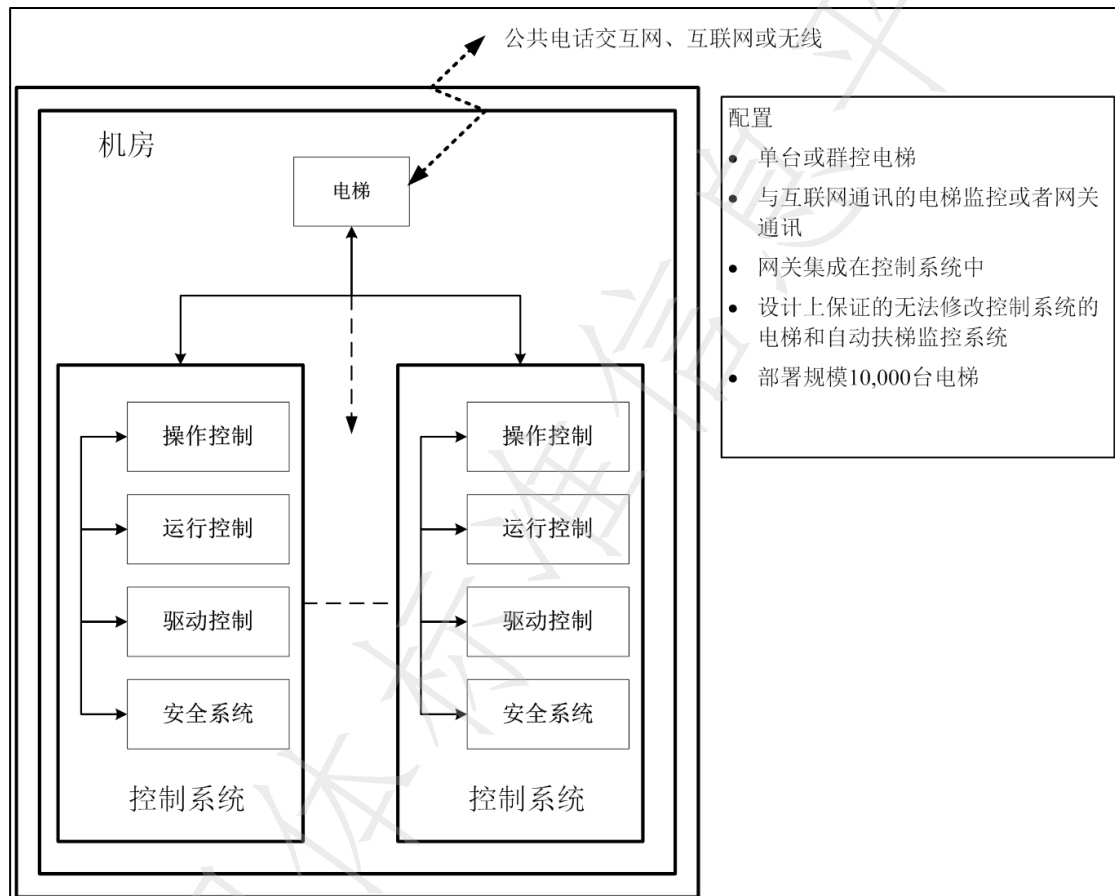 公共电话交互网、互联网或无线
机房
电梯
操作控制
运行控制
驱动控制
安全系统
控制系统
操作控制
运行控制
驱动控制
安全系统
控制系统
配置
● 单台或群控电梯
● 与互联网通讯的电梯监控或者网关
通讯
● 网关集成在控制系统中
● 设计上保证的无法修改控制系统的
电梯和自动扶梯监控系统
● 部署规模10,000台电梯
体标准信息平